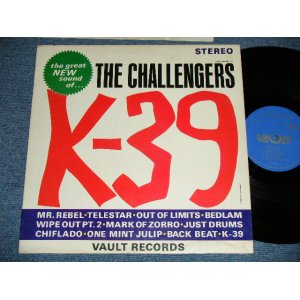 the great
NEW
sound
of...
STEREO
THE CHALLENGERS
K-39
MR. REBEL·TELESTAR·OUT OF LIMITS·BEDLAM
WIPE OUT PT. 2·MARK OF ZORRO·JUST DRUMS
CHIFLADO·ONE MINT JULIP·BACK BEAT·K-39
VAULT RECORDS
VAULT